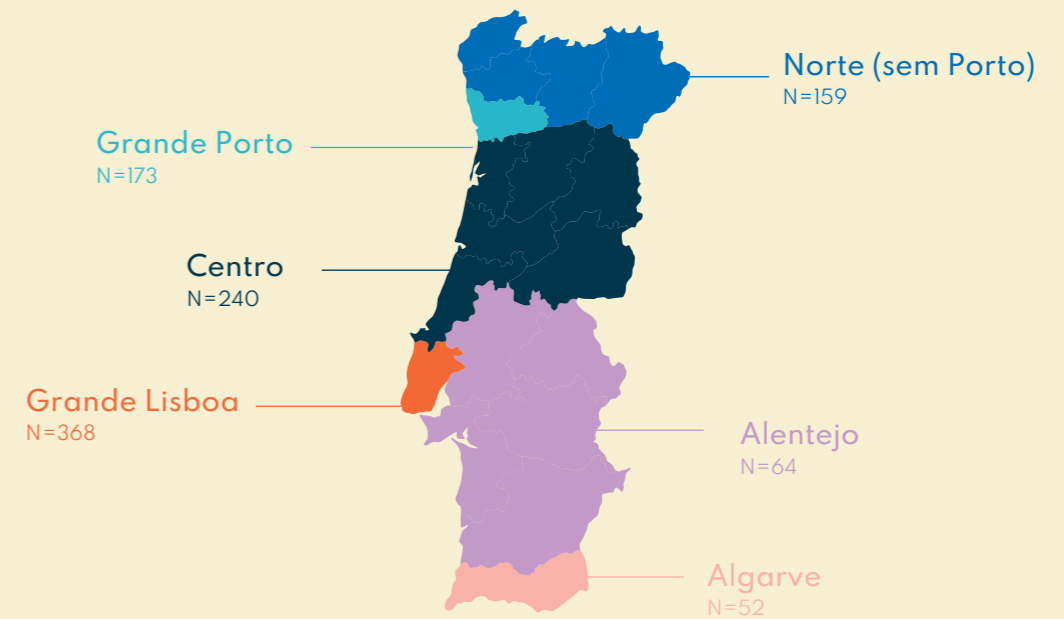 Norte (sem Porto)
N=159
Grande Porto
N=173
Centro
N=240
Grande Lisboa
N=368
Alentejo
N=64
Algarve
N=52